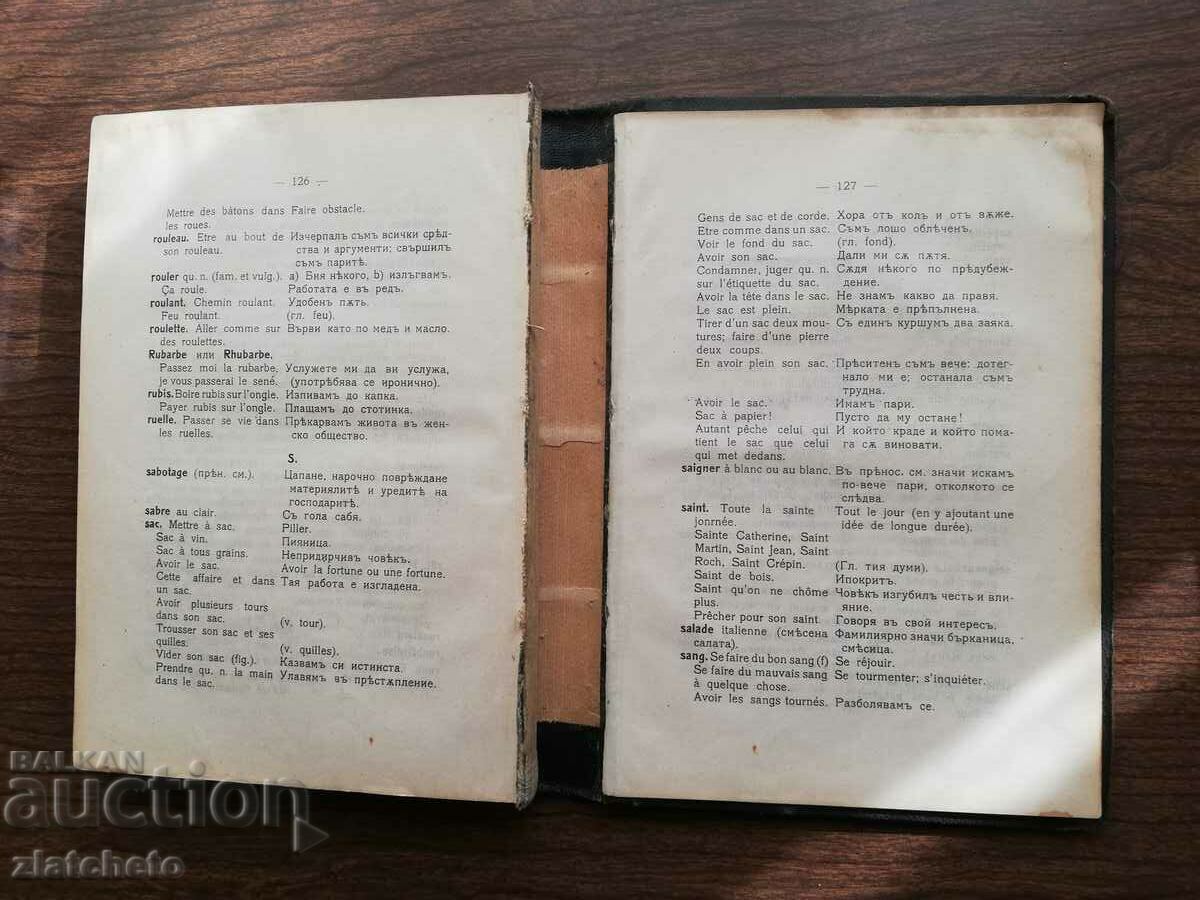 — 126 —
Mettre des bâtons dans Faire obstacle.
les roues.
rouleau. Etre au bout de Изчерпалъ съмъ всички срѣд-
son rouleau. ства и аргументи; свършилъ
съмъ паритѣ.
rouler qu. n. (fam. et vulg.). a) Бия нѣкого, b) излъгвамъ.
Ça roule. Работата е въ редъ.
roulant. Chemin roulant. Удобенъ пѫть.
Feu roulant. (гл. feu).
roulette. Aller comme sur Върви като по медъ и масло.
des roulettes.
Rubarbe или Rhubarbe.
Passez moi la rubarbe, Услужете ми да ви услужа,
je vous passerai le sené. (употрѣбява се иронично).
rubis. Boire rubis sur l'ongle. Изпивамъ до капка.
Payer rubis sur l'ongle. Плащамъ до стотинка.
ruelle. Passer se vie dans Прѣкарвамъ живота въ жен-
les ruelles. ско общество.
S.
sabotage (прѣн. см.). Цапане, нарочно поврѣждане
материялитѣ и уредитѣ на
господаритѣ.
sabre au clair. Съ гола сабя.
sac. Mettre à sac. Piller.
Sac à vin. Пияница.
Sac à tous grains. Непридирчивъ човѣкъ.
Avoir le sac. Avoir la fortune ou une fortune.
Cette affaire et dans Тая работа е изгладена.
un sac.
Avoir plusieurs tours
dans son sac. (v. tour).
Trousser son sac et ses
quilles. (v. quilles).
Vider son sac (fig.). Казвамъ си истинста.
Prendre qu. n. la main Улавямъ въ прѣстѫпление.
dans le sac.
— 127 —
Gens de sac et de corde. Хора отъ колъ и отъ вѫже.
Etre comme dans un sac. Съмъ лошо облѣченъ.
Voir le fond du sac. (гл. fond).
Avoir son sac. Дали ми сѫ пѫтя.
Condamner, juger qu. n. Сѫдя нѣкого по прѣдубеж-
sur l'étiquette du sac. дение.
Avoir la tête dans le sac. Не знамъ какво да правя.
Le sac est plein. Мѣрката е прѣпълнена.
Tirer d'un sac deux mou- Съ единъ куршумъ два заяка.
tures; faire d'une pierre
deux coups.
En avoir plein son sac. Прѣситенъ съмъ вече: дотег-
нало ми е; останала съмъ
трудна.
Avoir le sac. Имамъ пари.
Sac à papier! Пусто да му остане!
Autant pêche celui qui И който краде и който пома-
tient le sac que celui га сѫ виновати.
qui met dedans.
saigner à blanc ou au blanc. Въ прѣнос. см. значи искамъ
по-вече пари, отколкото се
слѣдва.
saint. Toute la sainte Tout le jour (en y ajoutant une
jonrnée. idée de longue durée).
Sainte Catherine, Saint
Martin, Saint Jean, Saint
Roch, Saint Crépin. (Гл. тия думи).
Saint de bois. Ипокритъ.
Saint qu'on ne chôme Човѣкъ изгубилъ честь и вли-
plus. яние.
Prêcher pour son saint Говоря въ свой интересъ.
salade italienne (смѣсена Фамилиярно значи бърканица,
салата). смѣсица.
sang. Se faire du bon sang (f) Se rêjouir.
Se faire du mauvais sang Se tourmenter; s'inquiéter.
à quelque chose.
Avoir les sangs tournés. Разболявамъ се.
BALKAN
auction
zlatcheto